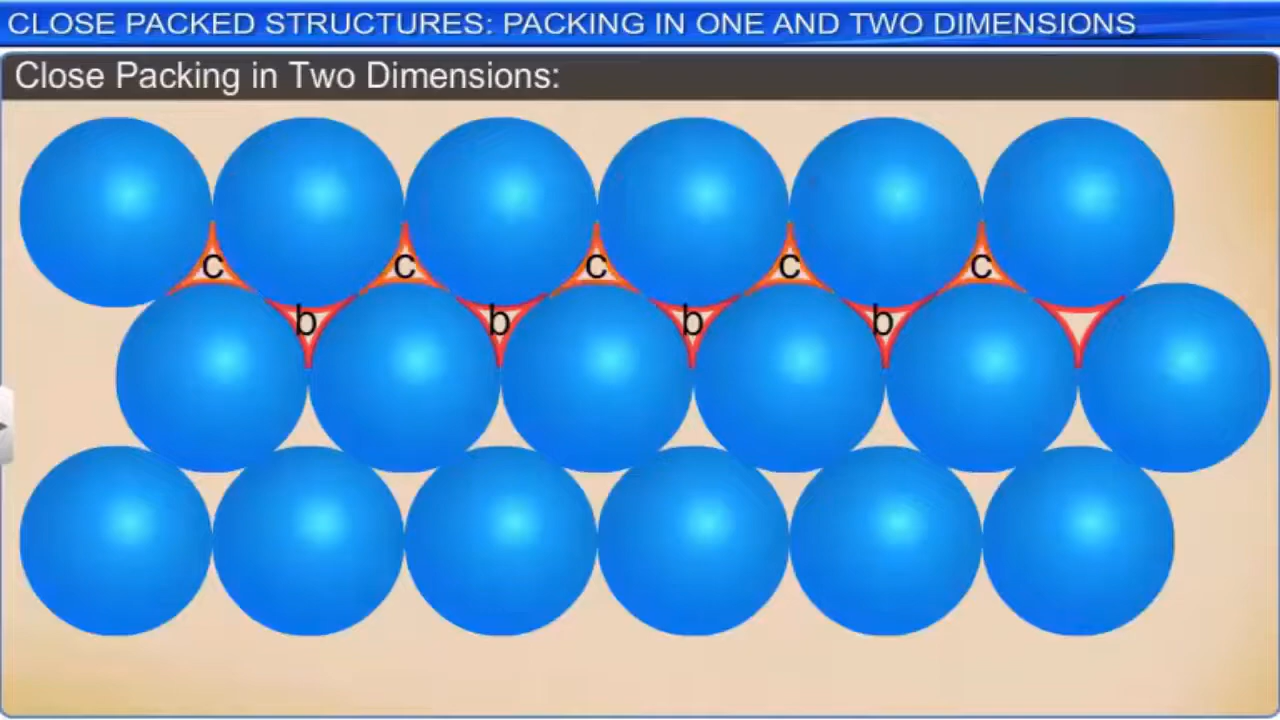 CLOSE PACKED STRUCTURES: PACKING IN ONE AND TWO DIMENSIONS
Close Packing in Two Dimensions:
c c c c c
b b b b